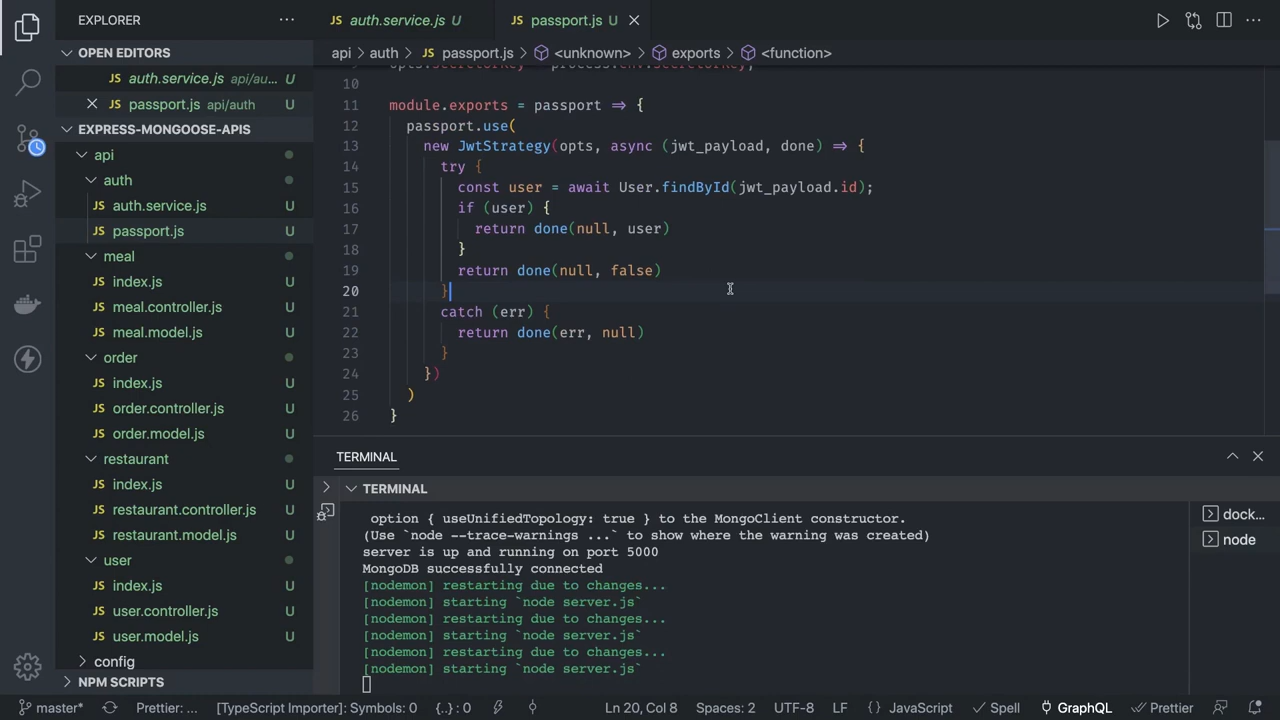 EXPLORER
OPEN EDITORS
JS auth.service.js api/au... U
passport.js api/auth U
EXPRESS-MONGOOSE-APIS
api
auth
JS auth.service.js U
JS passport.js U
meal
JS index.js U
JS meal.controller.js U
JS meal.model.js U
order
JS index.js U
JS order.controller.js U
JS order.model.js U
restaurant
JS index.js U
JS restaurant.controller.js U
JS restaurant.model.js U
user
JS index.js U
JS user.controller.js U
JS user.model.js U
config
NPM SCRIPTS
JS auth.service.js U
JS passport.js U
api > auth > JS passport.js > <unknown> > exports > <function>
10
11 module.exports = passport => {
12 passport.use(
13 new JwtStrategy(opts, async (jwt_payload, done) => {
14 try {
15 const user = await User.findById(jwt_payload.id);
16 if (user) {
17 return done(null, user)
18 }
19 return done(null, false)
20 }
21 catch (err) {
22 return done(err, null)
23 }
24 })
25 )
26 }
TERMINAL
TERMINAL
option { useUnifiedTopology: true } to the MongoClient constructor.
(Use `node --trace-warnings ...` to show where the warning was created)
server is up and running on port 5000
MongoDB successfully connected
[nodemon] restarting due to changes...
[nodemon] starting `node server.js`
[nodemon] restarting due to changes...
[nodemon] starting `node server.js`
[nodemon] restarting due to changes...
[nodemon] starting `node server.js`
dock...
node
master* Prettier: ... [TypeScript Importer]: Symbols: 0 {..} : 0 Ln 20, Col 8 Spaces: 2 UTF-8 LF {} JavaScript Spell GraphQL Prettier